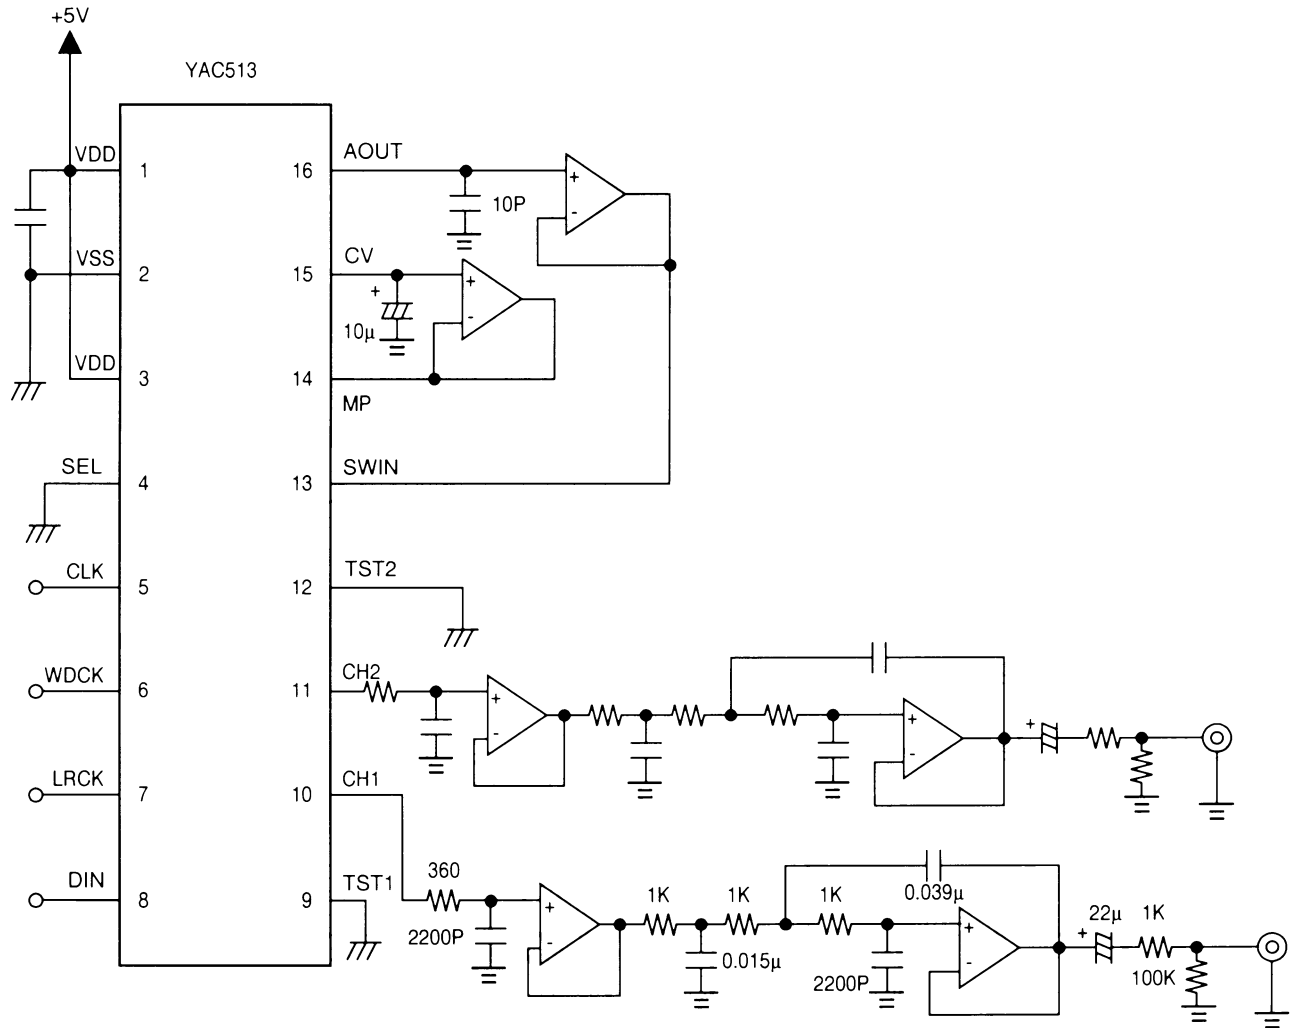 +5V
YAC513
VDD 1 16 AOUT
+
10P
-
VSS 2 15 CV
+
+
10μ
-
VDD 3 14
MP
SEL 4 13 SWIN
CLK 5 12 TST2
WDCK 6 11 CH2
+
-
+
-
+
LRCK 7 10 CH1
DIN 8 9 TST1
360
2200P
+
-
1K 1K 1K
0.015μ
0.039μ
2200P
+
-
22μ 1K
+
100K